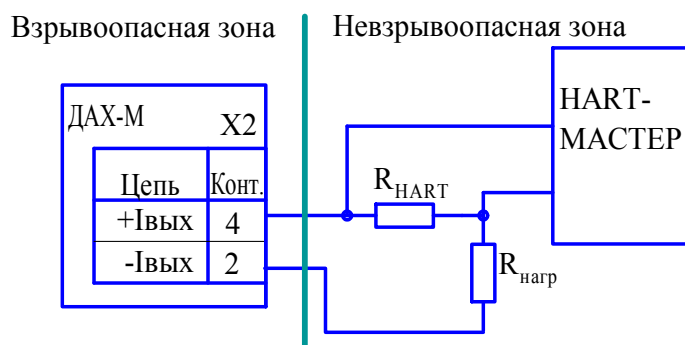 Взрывоопасная зона
Невзрывоопасная зона
ДАХ-М
X2
Цепь Конт.
+Iвых 4
-Iвых 2
R_HART
R_нагр
HART-
МАСТЕР